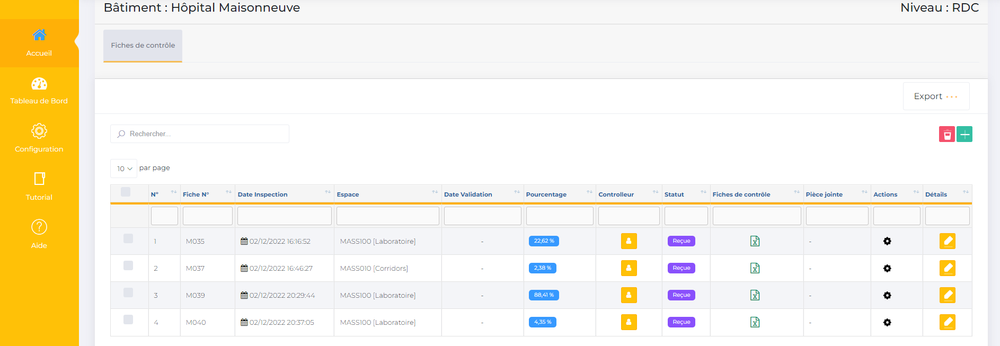 Bâtiment : Hôpital Maisonneuve Niveau : RDC
Accueil
Tableau de Bord
Configuration
Tutorial
Aide
Fiches de contrôle
Export
Rechercher...
10 par page
N° Fiche N° Date Inspection Espace Date Validation Pourcentage Controlleur Statut Fiches de contrôle Pièce jointe Actions Détails
1 M035 02/12/2022 16:16:52 MASS100 [Laboratoire] - 22,62 % Reçue -
2 M037 02/12/2022 16:46:27 MASS010 [Corridors] - 2,38 % Reçue -
3 M039 02/12/2022 20:29:44 MASS100 [Laboratoire] - 88,41 % Reçue -
4 M040 02/12/2022 20:37:05 MASS100 [Laboratoire] - 4,35 % Reçue -